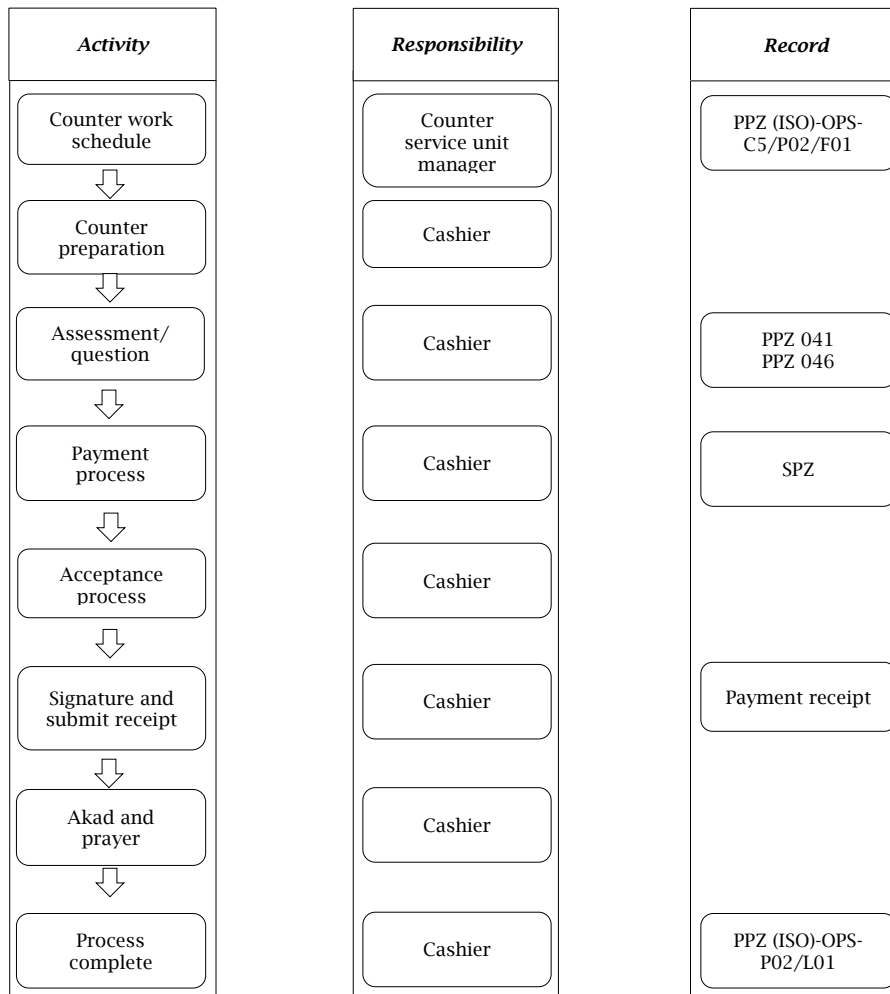 Activity
Responsibility
Record
Counter work
schedule
Counter
service unit
manager
PPZ (ISO)-OPS-
C5/P02/F01
Counter
preparation
Cashier
Assessment/
question
Cashier
PPZ 041
PPZ 046
Payment
process
Cashier
SPZ
Acceptance
process
Cashier
Signature and
submit receipt
Cashier
Payment receipt
Akad and
prayer
Cashier
Process
complete
Cashier
PPZ (ISO)-OPS-
P02/L01